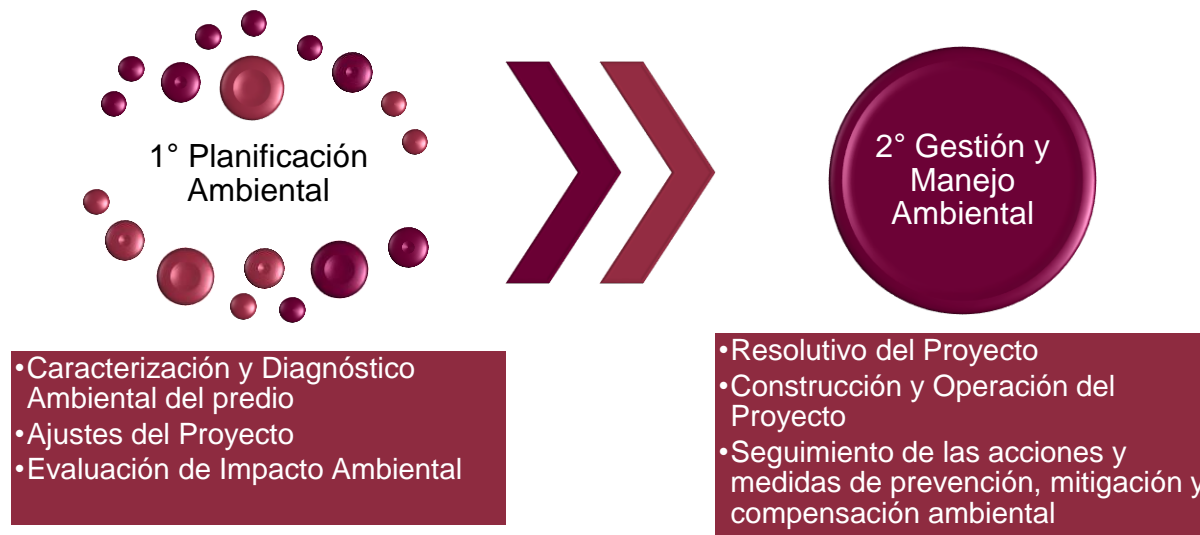 1° Planificación
Ambiental
•Caracterización y Diagnóstico
Ambiental del predio
•Ajustes del Proyecto
•Evaluación de Impacto Ambiental
2° Gestión y
Manejo
Ambiental
•Resolutivo del Proyecto
•Construcción y Operación del
Proyecto
•Seguimiento de las acciones y
medidas de prevención, mitigación y
compensación ambiental